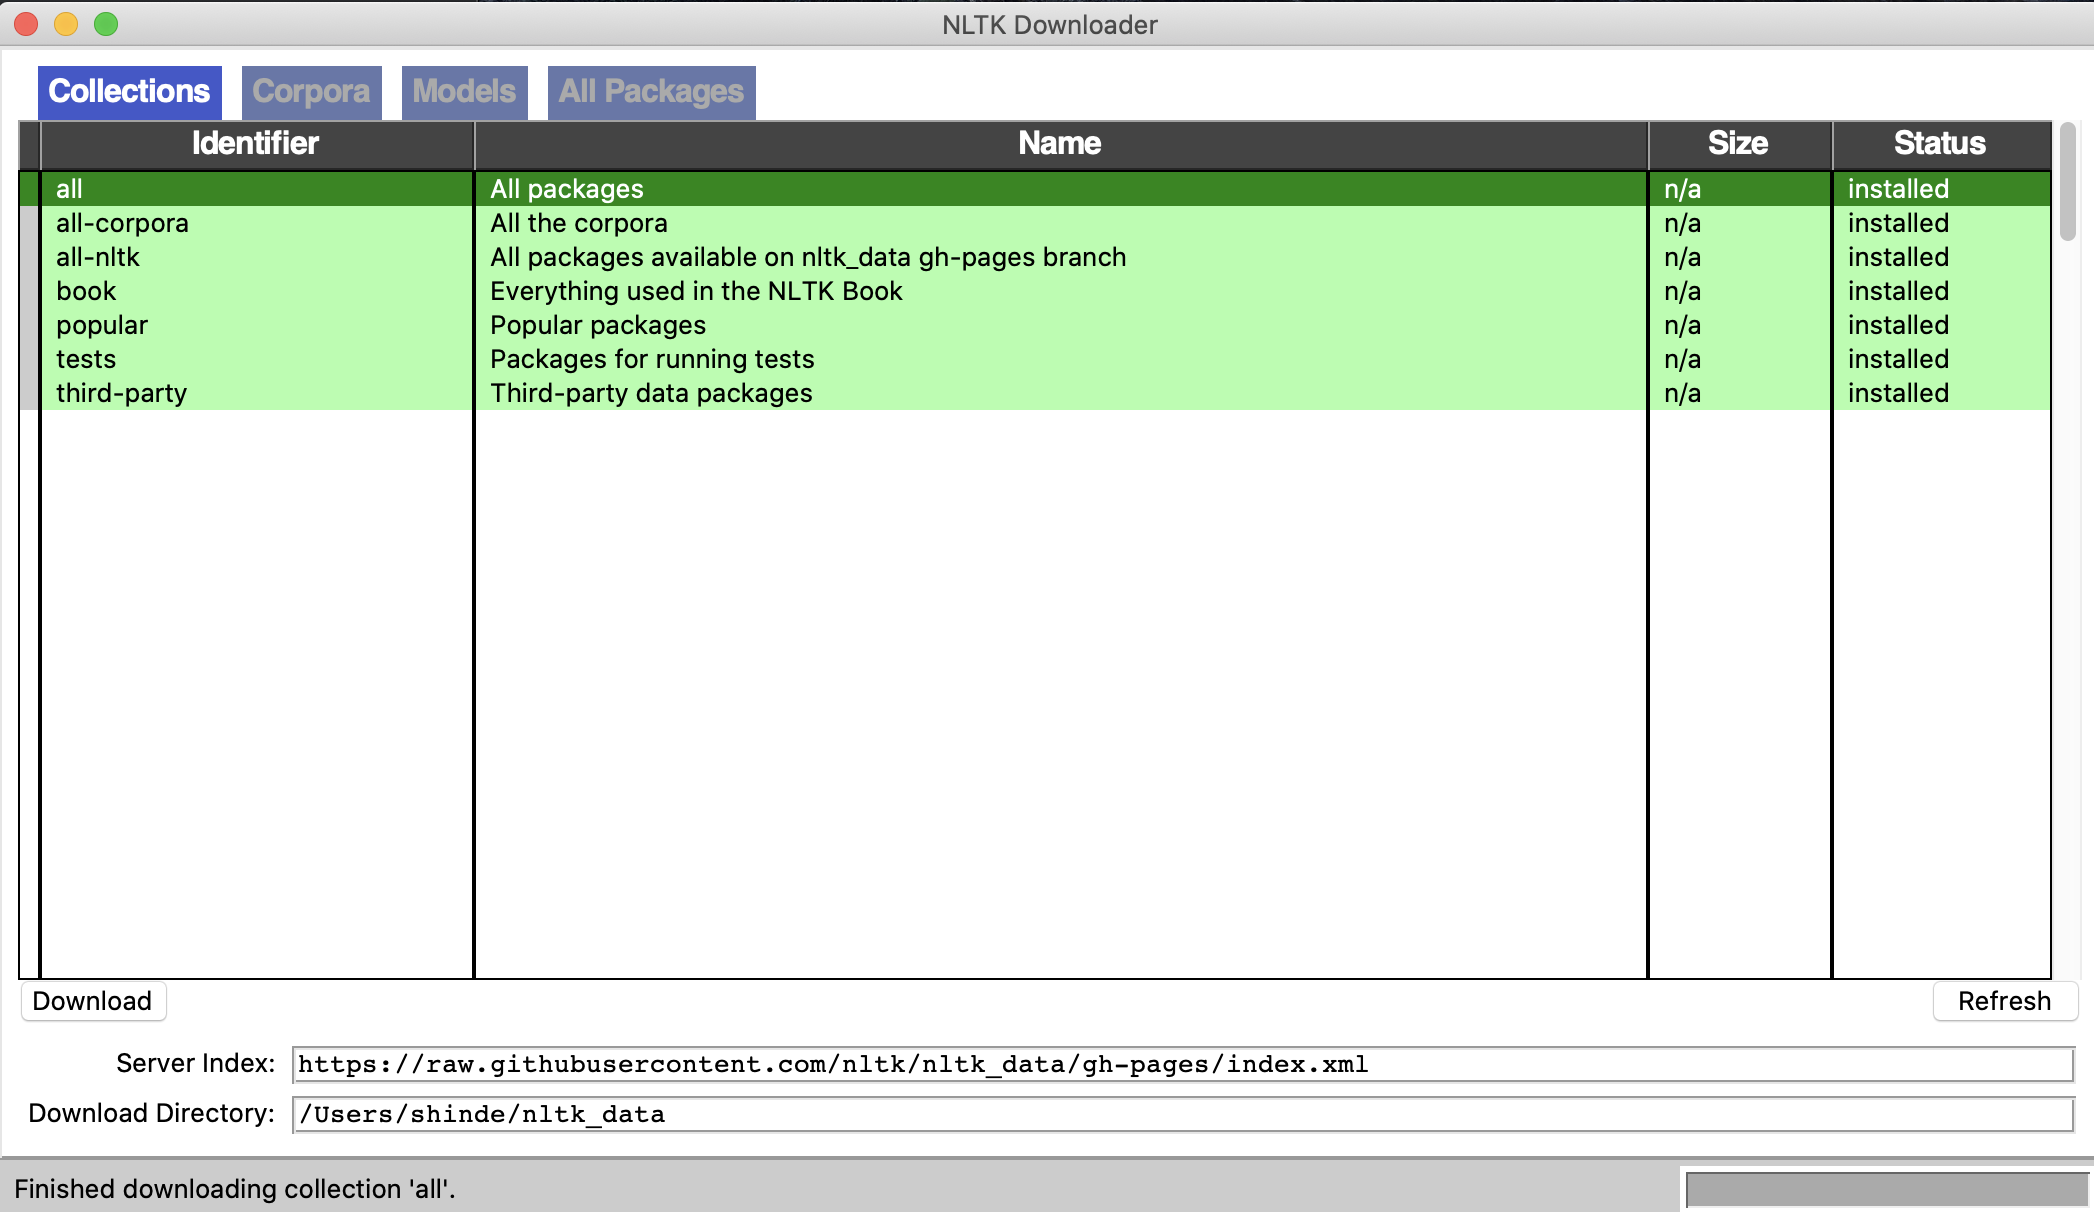 NLTK Downloader
Collections Corpora Models All Packages
Identifier Name Size Status
all All packages n/a installed
all-corpora All the corpora n/a installed
all-nltk All packages available on nltk_data gh-pages branch n/a installed
book Everything used in the NLTK Book n/a installed
popular Popular packages n/a installed
tests Packages for running tests n/a installed
third-party Third-party data packages n/a installed
Download Refresh
Server Index: https://raw.githubusercontent.com/nltk/nltk_data/gh-pages/index.xml
Download Directory: /Users/shinde/nltk_data
Finished downloading collection 'all'.